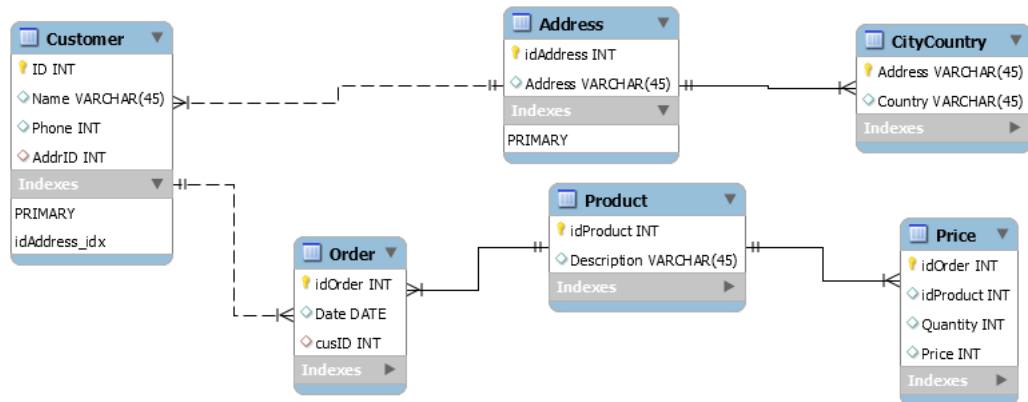 Customer
ID INT
Name VARCHAR(45)
Phone INT
AddrID INT
Indexes
PRIMARY
idAddress_idx
Address
idAddress INT
Address VARCHAR(45)
Indexes
PRIMARY
CityCountry
Address VARCHAR(45)
Country VARCHAR(45)
Indexes
Order
idOrder INT
Date DATE
cusID INT
Indexes
Product
idProduct INT
Description VARCHAR(45)
Indexes
Price
idOrder INT
idProduct INT
Quantity INT
Price INT
Indexes